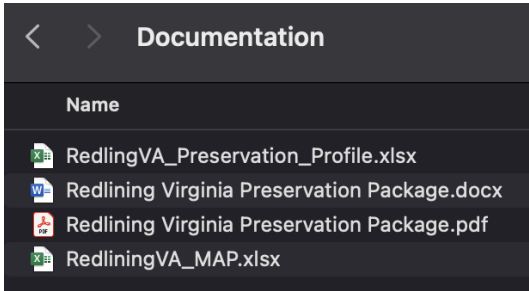 Documentation
Name
RedlingVA_Preservation_Profile.xlsx
Redlining Virginia Preservation Package.docx
Redlining Virginia Preservation Package.pdf
RedliningVA_MAP.xlsx